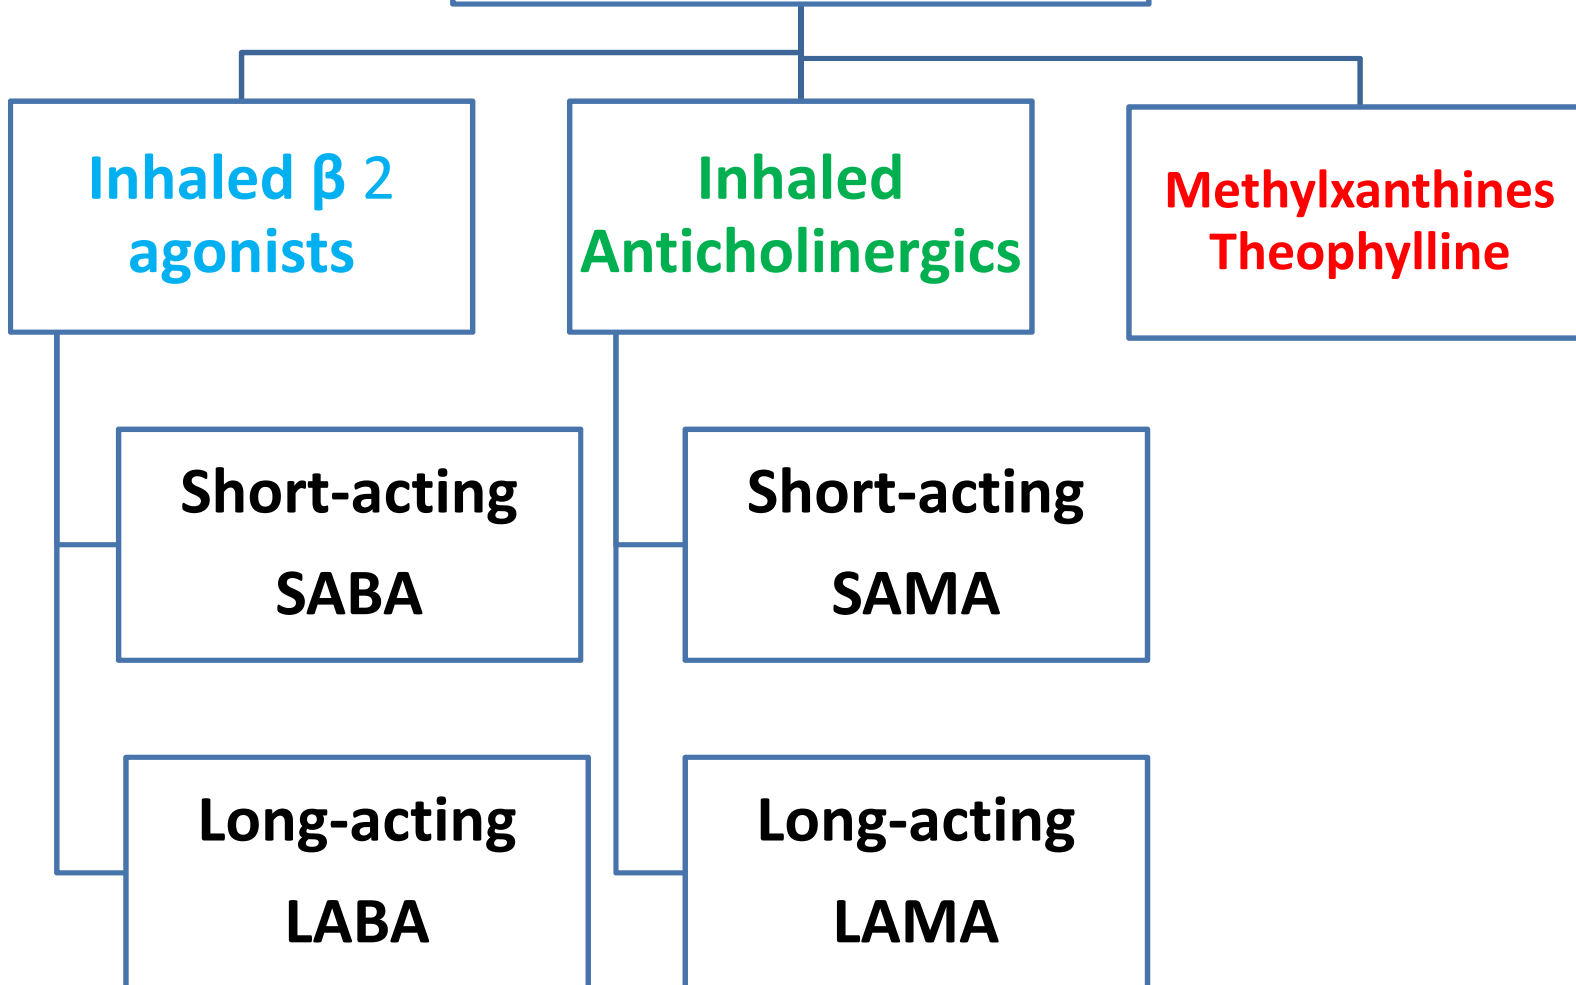 Inhaled β 2
agonists
Inhaled
Anticholinergics
Methylxanthines
Theophylline
Short-acting
SABA
Short-acting
SAMA
Long-acting
LABA
Long-acting
LAMA